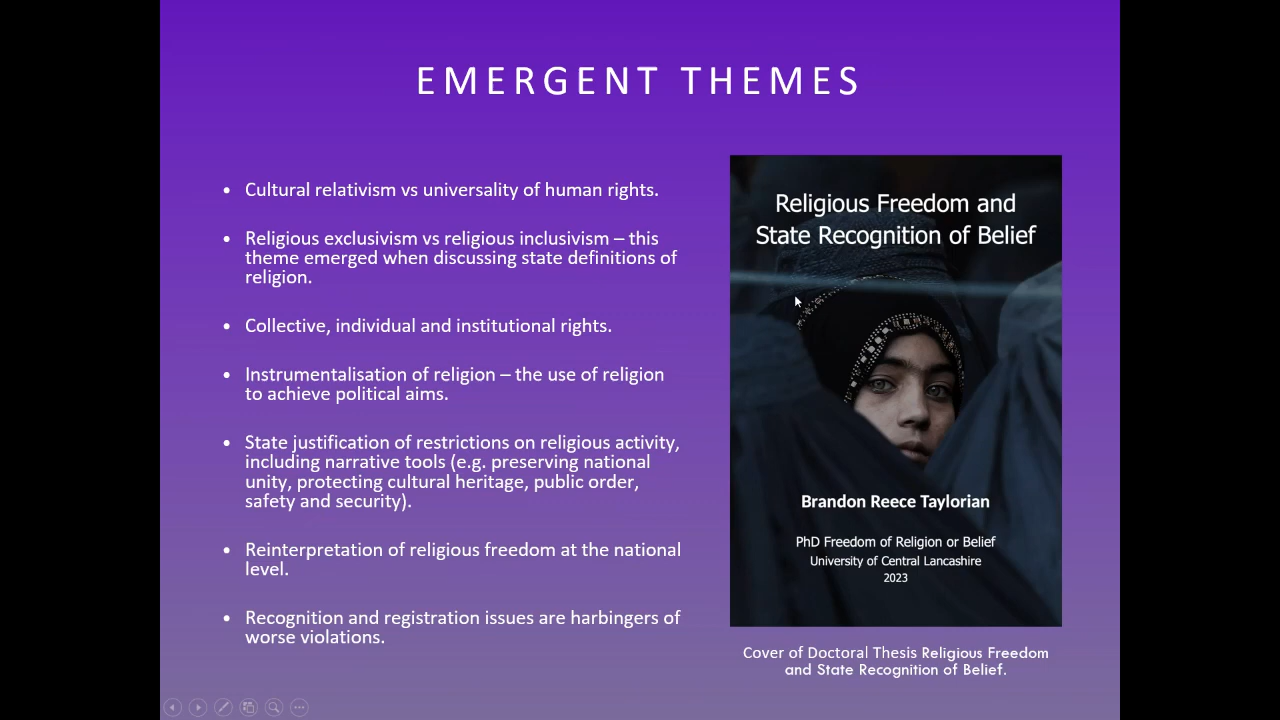 EMERGENT THEMES
• Cultural relativism vs universality of human rights.
• Religious exclusivism vs religious inclusivism – this
theme emerged when discussing state definitions of
religion.
• Collective, individual and institutional rights.
• Instrumentalisation of religion – the use of religion
to achieve political aims.
• State justification of restrictions on religious activity,
including narrative tools (e.g. preserving national
unity, protecting cultural heritage, public order,
safety and security).
• Reinterpretation of religious freedom at the national
level.
• Recognition and registration issues are harbingers of
worse violations.
Religious Freedom and
State Recognition of Belief
Brandon Reece Taylorian
PhD Freedom of Religion or Belief
University of Central Lancashire
2023
Cover of Doctoral Thesis Religious Freedom
and State Recognition of Belief.